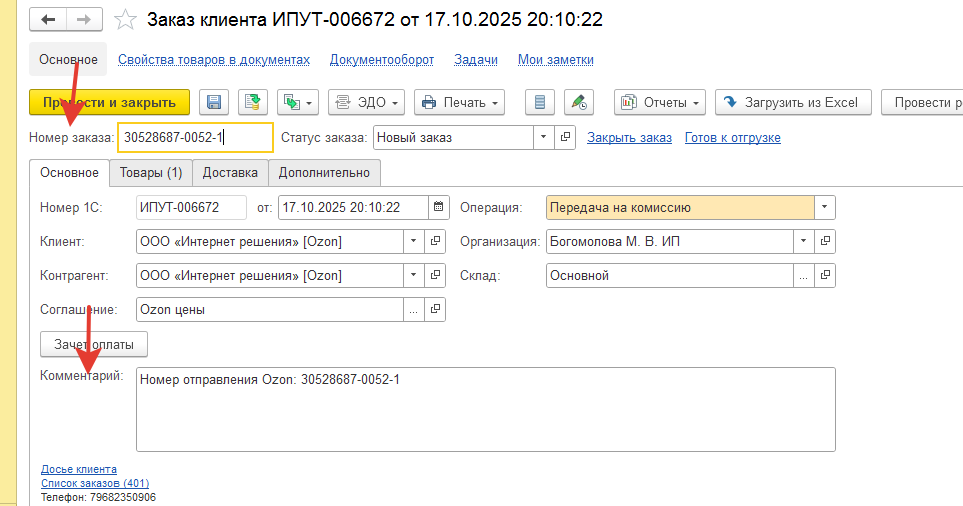 Заказ клиента ИПУТ-006672 от 17.10.2025 20:10:22
Основное Свойства товаров в документах Документооборот Задачи Мои заметки
Провести и закрыть ЭДО Печать Отчеты Загрузить из Excel Провести р
Номер заказа: 30528687-0052-1 Статус заказа: Новый заказ Закрыть заказ Готов к отгрузке
Основное Товары (1) Доставка Дополнительно
Номер 1С: ИПУТ-006672 от: 17.10.2025 20:10:22 Операция: Передача на комиссию
Клиент: ООО «Интернет решения» [Ozon] Организация: Богомолова М. В. ИП
Контрагент: ООО «Интернет решения» [Ozon] Склад: Основной
Соглашение: Ozon цены
Зачет оплаты
Комментарий: Номер отправления Ozon: 30528687-0052-1
Досье клиента
Список заказов (401)
Телефон: 79682350906